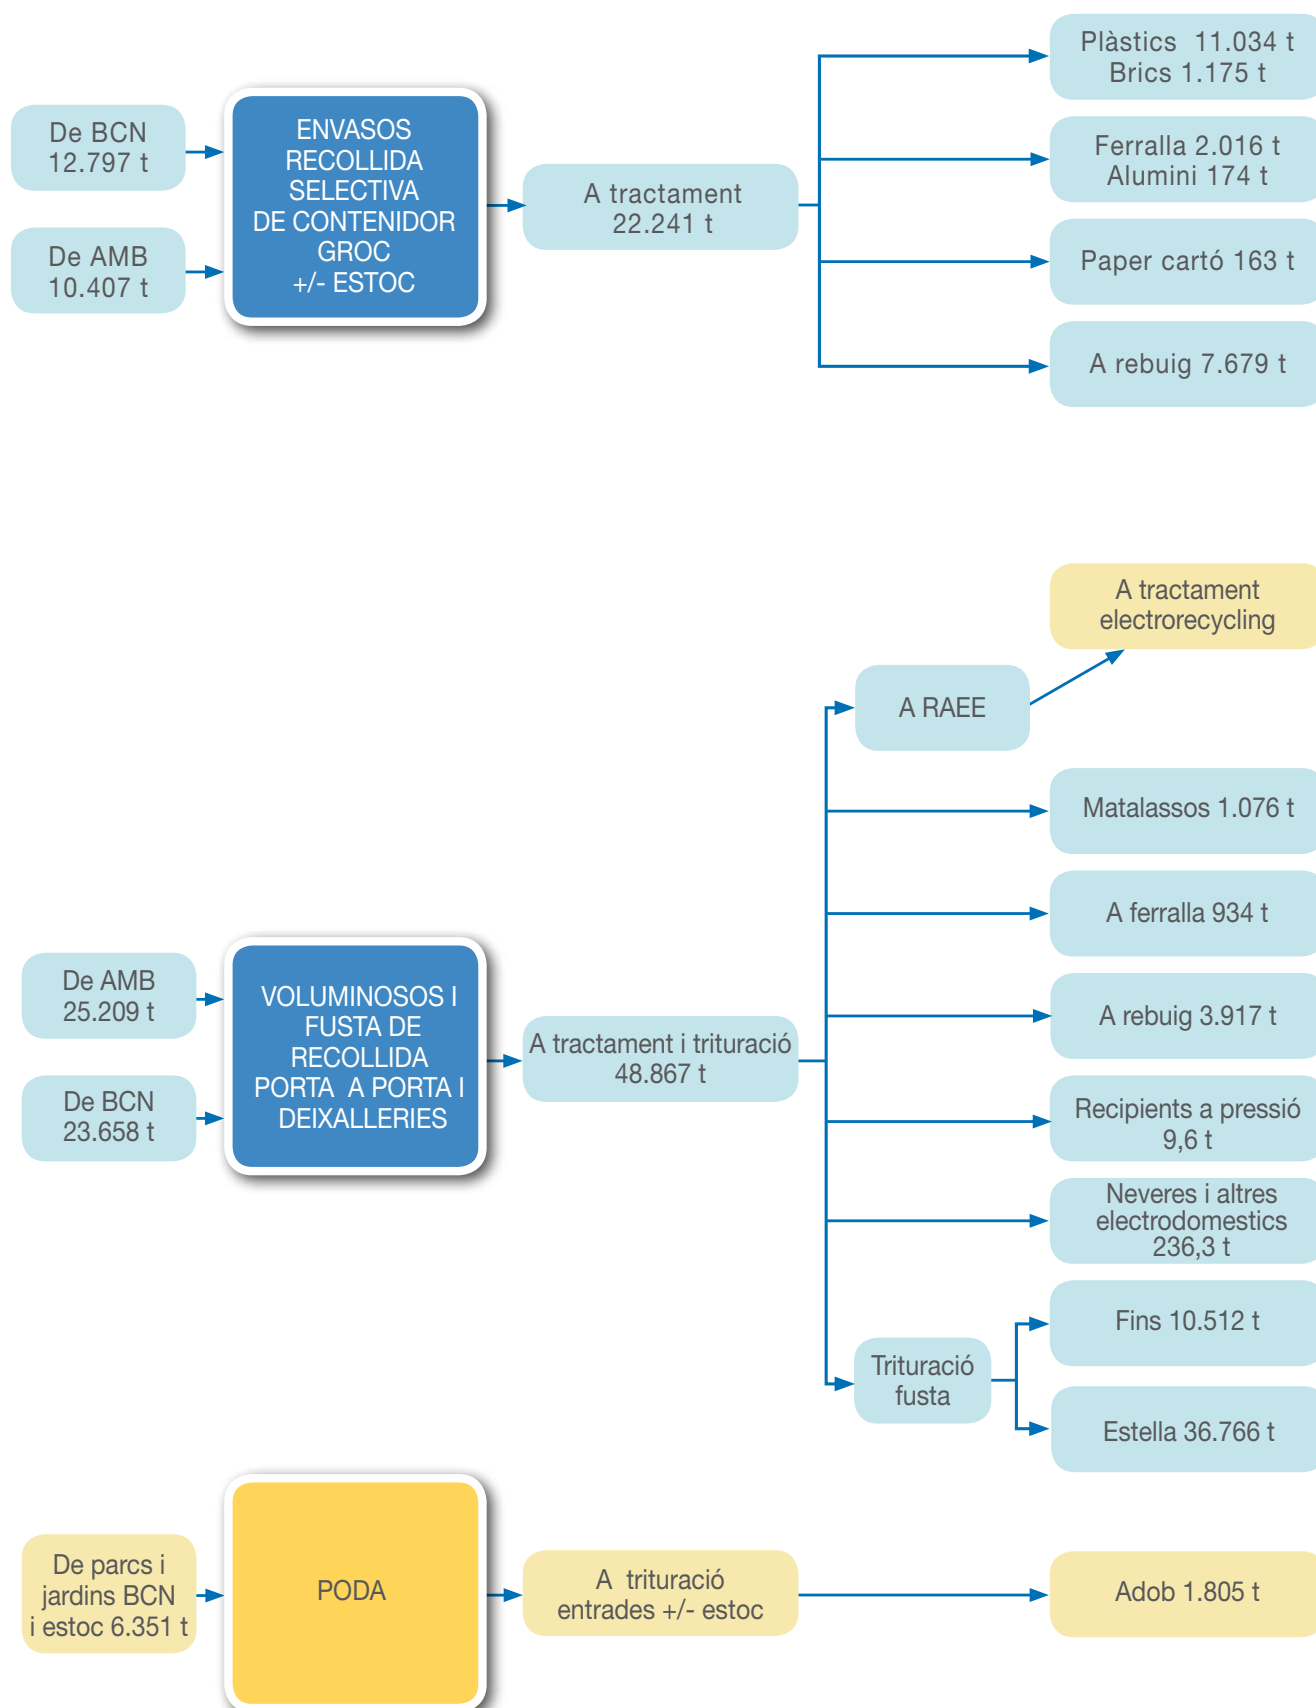 De BCN
12.797 t
De AMB
10.407 t
ENVASOS
RECOLLIDA
SELECTIVA
DE CONTENIDOR
GROC
+/- ESTOC
A tractament
22.241 t
Plàstics 11.034 t
Brics 1.175 t
Ferralla 2.016 t
Alumini 174 t
Paper cartó 163 t
A rebuig 7.679 t
De AMB
25.209 t
De BCN
23.658 t
VOLUMINOSOS I
FUSTA DE
RECOLLIDA
PORTA A PORTA I
DEIXALLERIES
A tractament i trituració
48.867 t
A RAEE
A tractament
electrorecycling
Matalassos 1.076 t
A ferralla 934 t
A rebuig 3.917 t
Recipients a pressió
9,6 t
Neveres i altres
electrodomestics
236,3 t
Trituració
fusta
Fins 10.512 t
Estella 36.766 t
De parcs i
jardins BCN
i estoc 6.351 t
PODA
A trituració
entrades +/- estoc
Adob 1.805 t